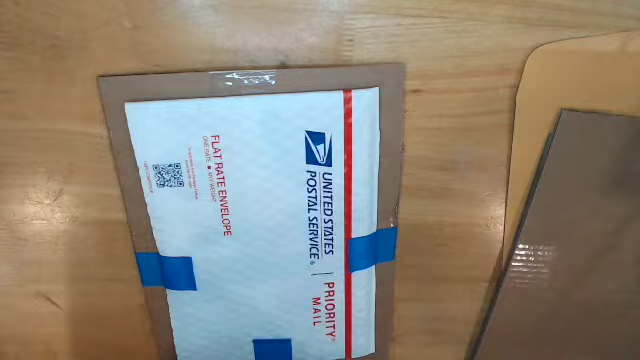 UNITED STATES
POSTAL SERVICE®
PRIORITY
MAIL
FLAT RATE ENVELOPE
ONE RATE ■ ANY WEIGHT